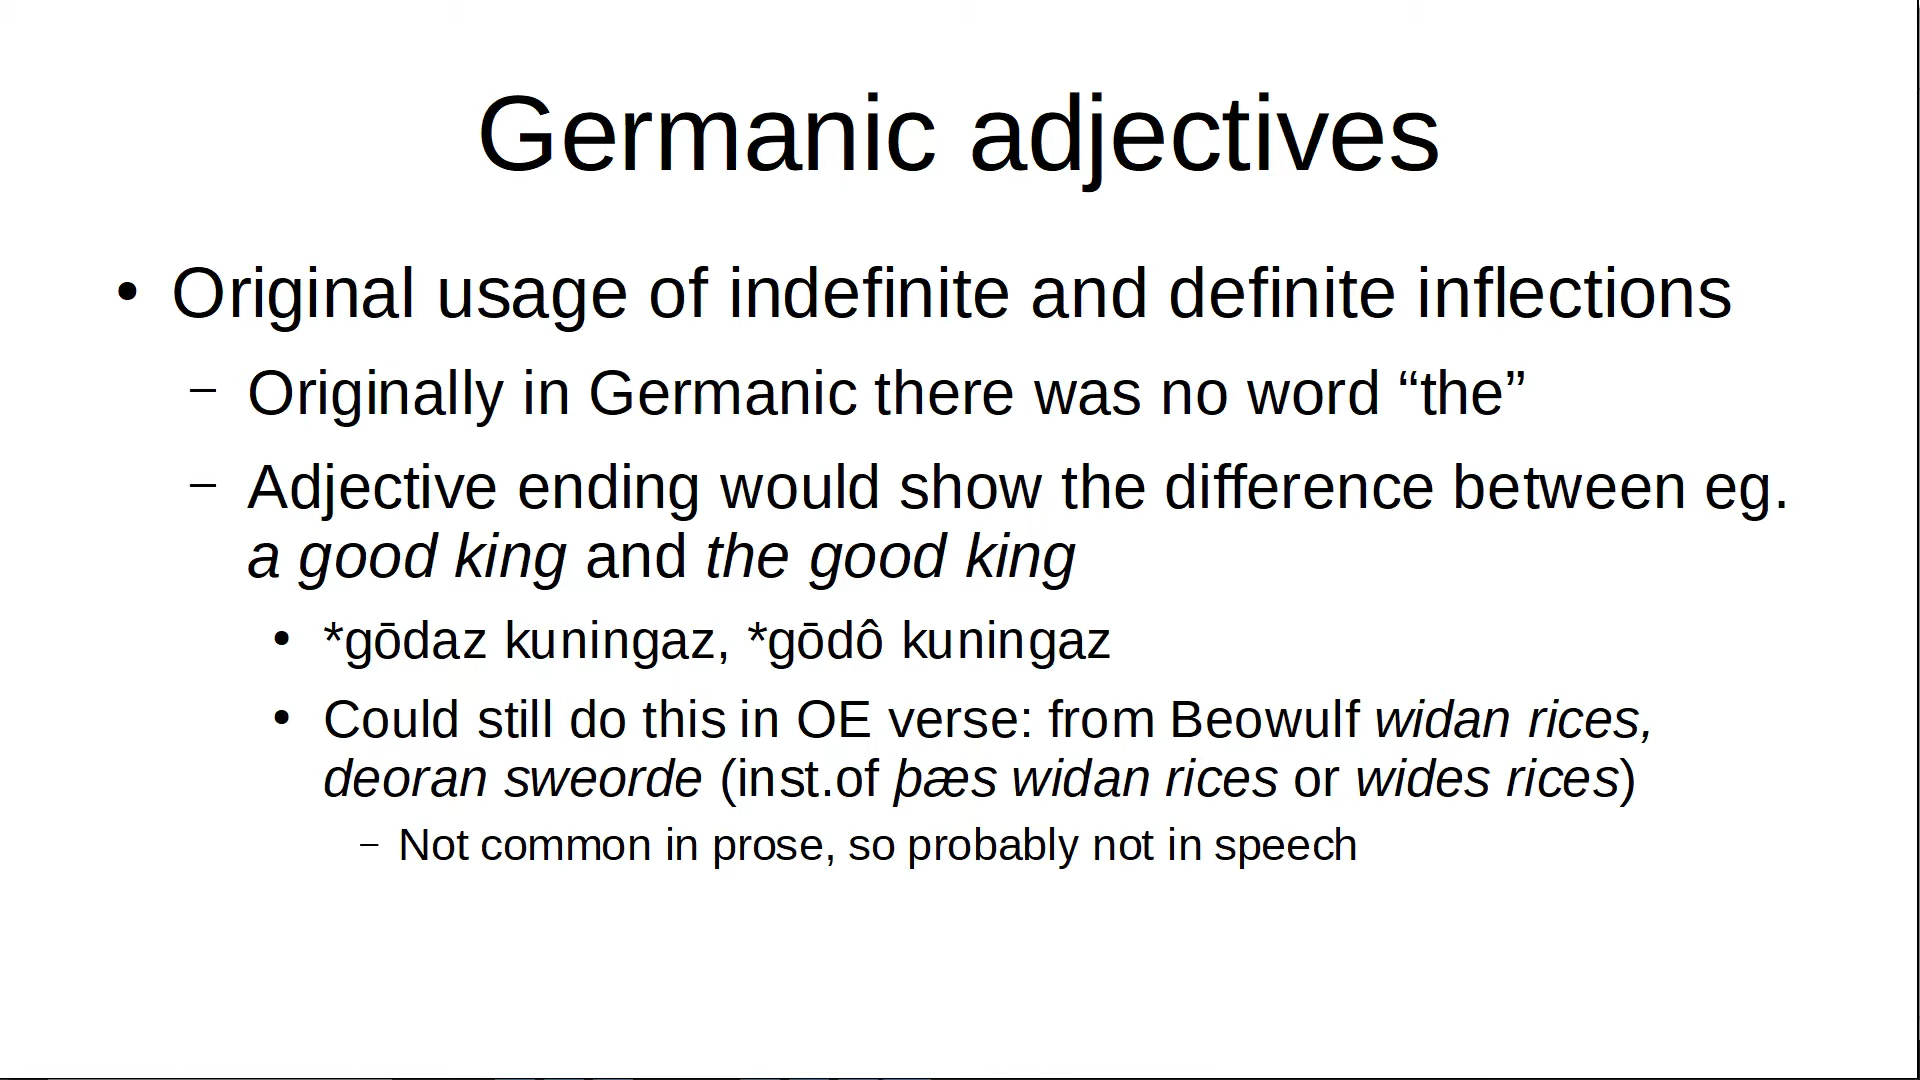 Germanic adjectives
• Original usage of indefinite and definite inflections
– Originally in Germanic there was no word “the”
– Adjective ending would show the difference between eg.
a good king and the good king
• *gōdaz kuningaz, *gōdô kuningaz
• Could still do this in OE verse: from Beowulf widan rices,
deoran sweorde (inst.of þæs widan rices or wides rices)
– Not common in prose, so probably not in speech